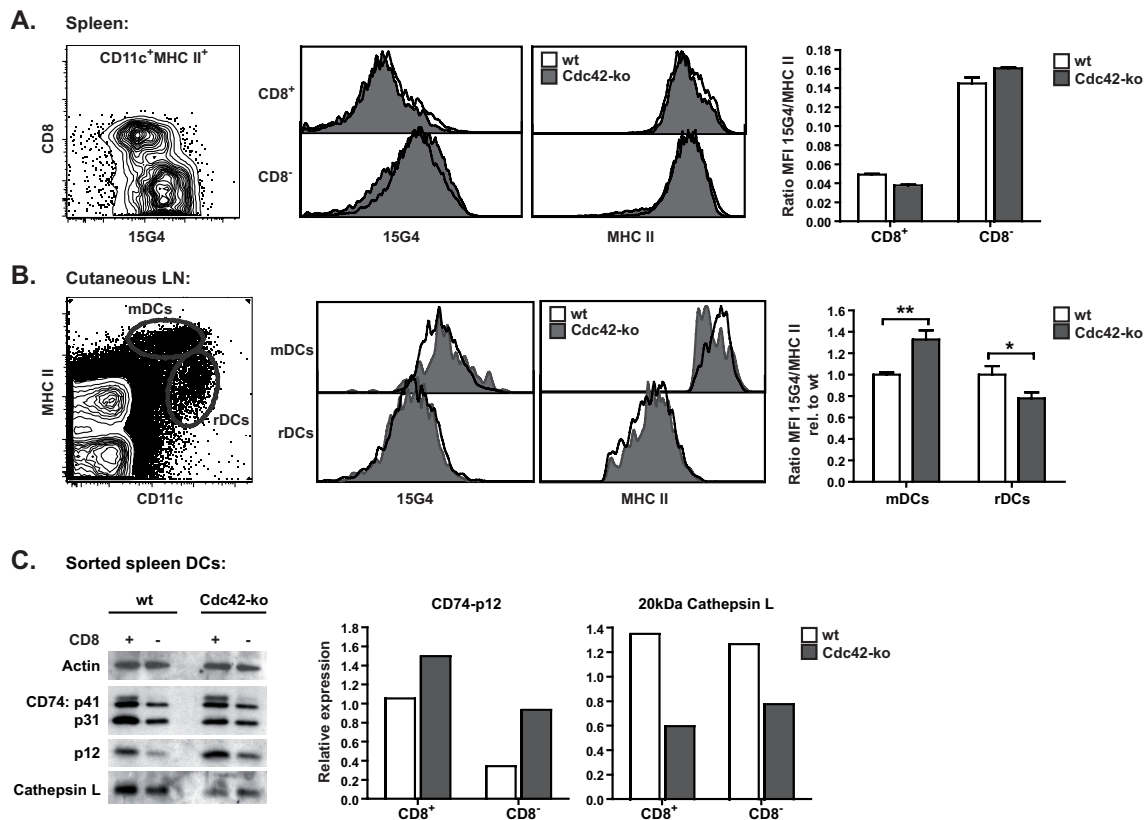 A. Spleen:
CD11c+MHC II+
CD8
15G4
CD8+
CD8-
15G4
wt
Cdc42-ko
MHC II
Ratio MFI 15G4/MHC II
0.18
0.16
0.14
0.12
0.10
0.08
0.06
0.04
0.02
0.00
CD8+ CD8-
wt
Cdc42-ko
B. Cutaneous LN:
mDCs
rDCs
MHC II
CD11c
mDCs
rDCs
15G4
wt
Cdc42-ko
MHC II
Ratio MFI 15G4/MHC II
rel. to wt
1.6
1.4
1.2
1.0
0.8
0.6
0.4
0.2
0.0
**
*
mDCs rDCs
wt
Cdc42-ko
C. Sorted spleen DCs:
wt Cdc42-ko
CD8 + - + -
Actin
CD74: p41
p31
p12
Cathepsin L
CD74-p12
Relative expression
1.8
1.6
1.4
1.2
1.0
0.8
0.6
0.4
0.2
0.0
CD8+ CD8-
20kDa Cathepsin L
1.4
1.2
1.0
0.8
0.6
0.4
0.2
0.0
CD8+ CD8-
wt
Cdc42-ko